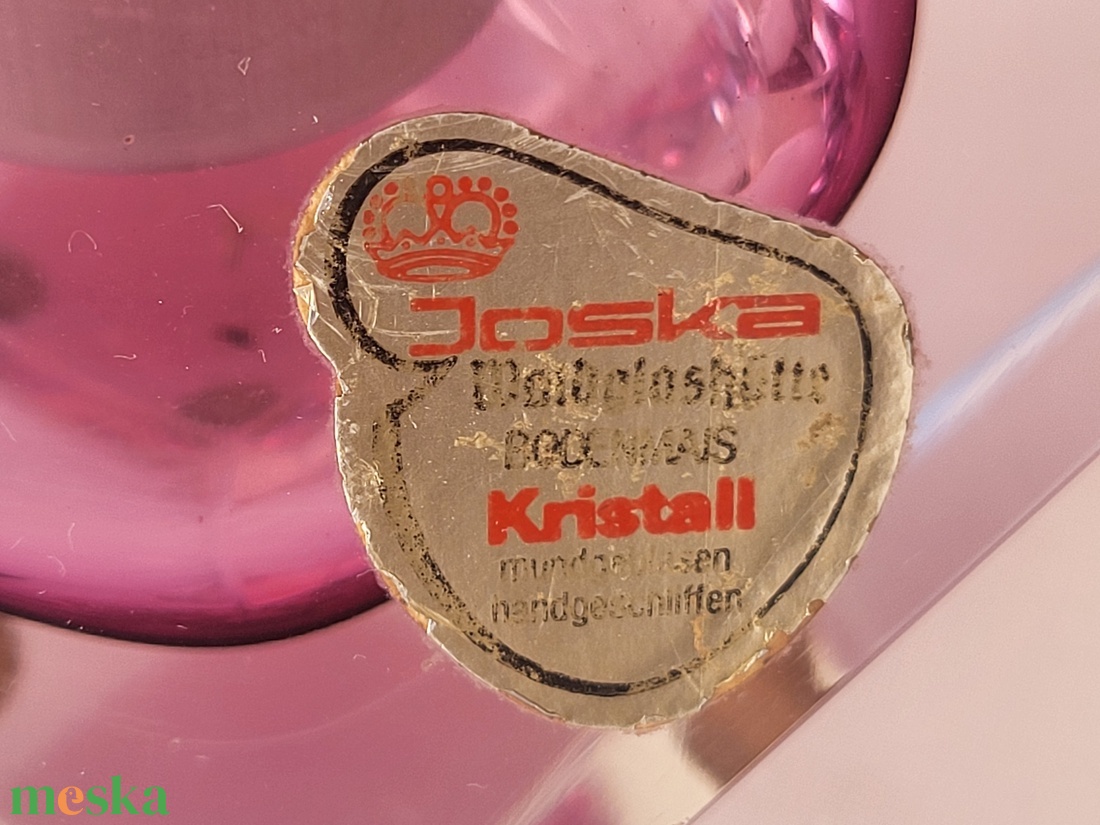 Joska
Waldglashütte
BODENMAIS
Kristall
mundgeblasen
handgeschliffen
meska